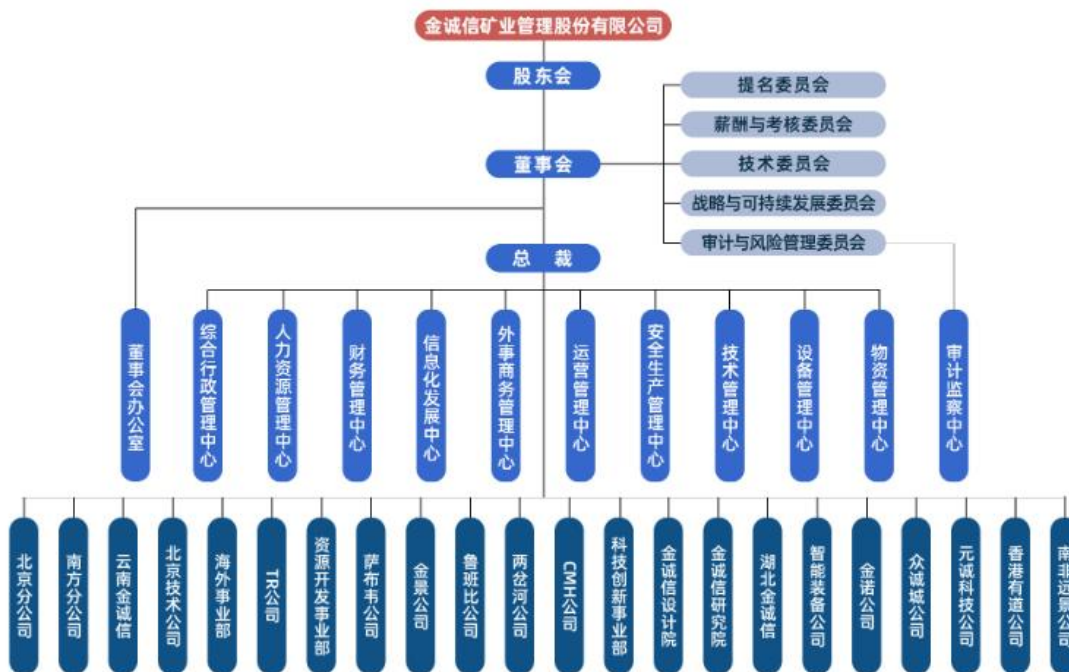 金诚信矿业管理股份有限公司
股东会
董事会
提名委员会
薪酬与考核委员会
技术委员会
战略与可持续发展委员会
审计与风险管理委员会
总 裁
董事会办公室
综合行政管理中心
人力资源管理中心
财务管理中心
信息化发展中心
外事商务管理中心
运营管理中心
安全生产管理中心
技术管理中心
设备管理中心
物资管理中心
审计监察中心
北京分公司
南方分公司
云南金诚信
北京技术公司
海外事业部
TR公司
资源开发事业部
萨布韦公司
金景公司
鲁班比公司
两岔河公司
CMH公司
科技创新事业部
金诚信设计院
金诚信研究院
湖北金诚信
智能装备公司
金诺公司
众诚城公司
元诚科技公司
香港有道公司
南非远景公司